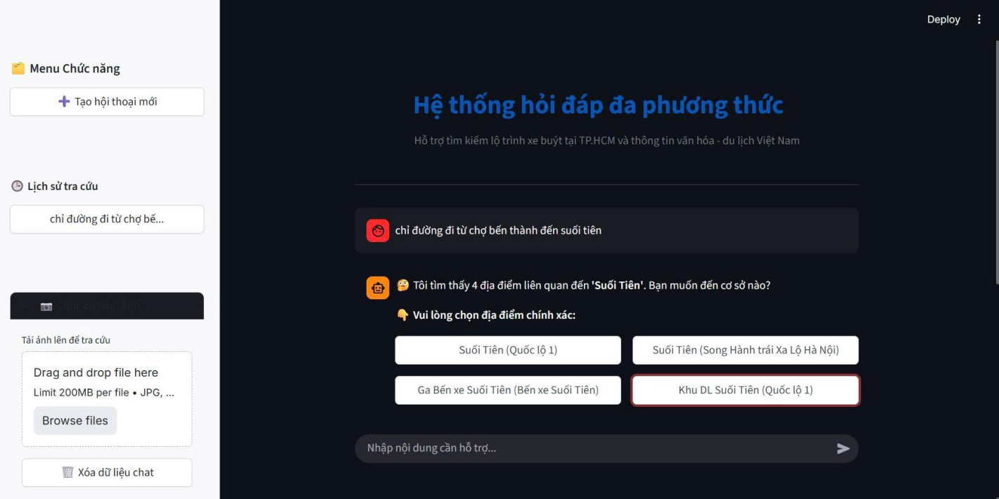 Deploy
Menu Chức năng
Tạo hội thoại mới
Lịch sử tra cứu
chỉ đường đi từ chợ bế...
Công cụ hình ảnh
Tải ảnh lên để tra cứu
Drag and drop file here
Limit 200MB per file • JPG, ...
Browse files
Xóa dữ liệu chat
Hệ thống hỏi đáp đa phương thức
Hỗ trợ tìm kiếm lộ trình xe buýt tại TP.HCM và thông tin văn hóa - du lịch Việt Nam
chỉ đường đi từ chợ bến thành đến suối tiên
Tôi tìm thấy 4 địa điểm liên quan đến 'Suối Tiên'. Bạn muốn đến cơ sở nào?
Vui lòng chọn địa điểm chính xác:
Suối Tiên (Quốc lộ 1)
Suối Tiên (Song Hành trái Xa Lộ Hà Nội)
Ga Bến xe Suối Tiên (Bến xe Suối Tiên)
Khu DL Suối Tiên (Quốc lộ 1)
Nhập nội dung cần hỗ trợ...